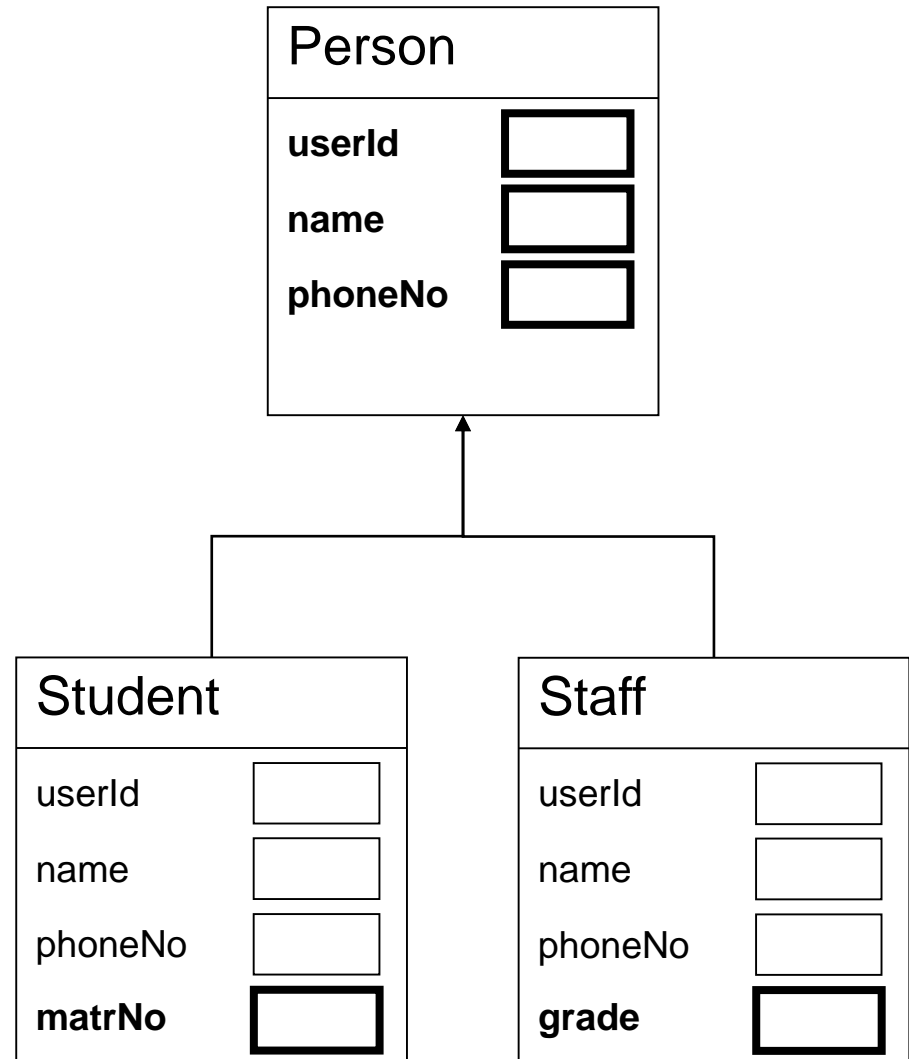 Person
userId
name
phoneNo
Student
userId
name
phoneNo
matrNo
Staff
userId
name
phoneNo
grade